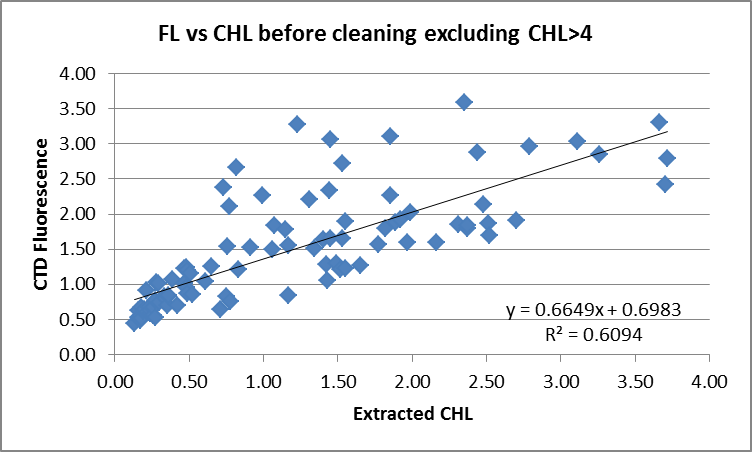 FL vs CHL before cleaning excluding CHL>4
4.00
3.50
3.00
2.50
2.00
1.50
1.00
0.50
0.00
CTD Fluorescence
y = 0.6649x + 0.6983
R² = 0.6094
0.00 0.50 1.00 1.50 2.00 2.50 3.00 3.50 4.00
Extracted CHL